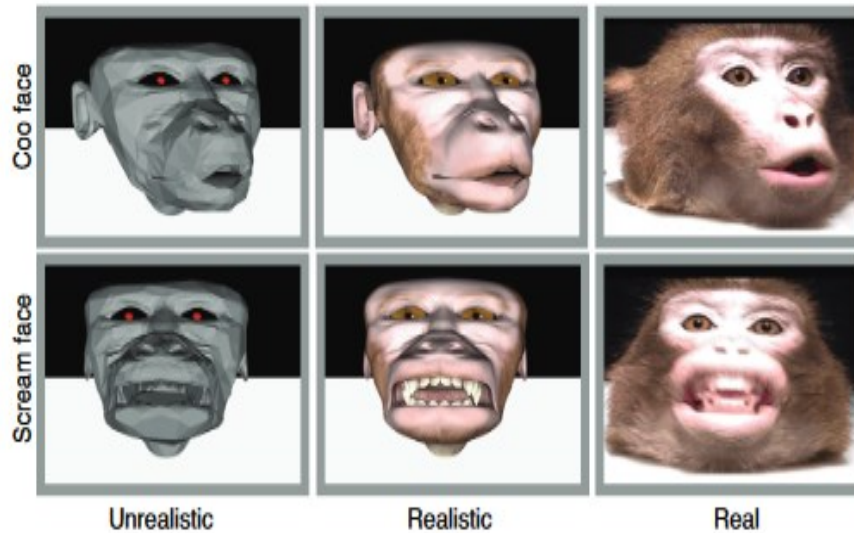 Coo face
Scream face
Unrealistic
Realistic
Real